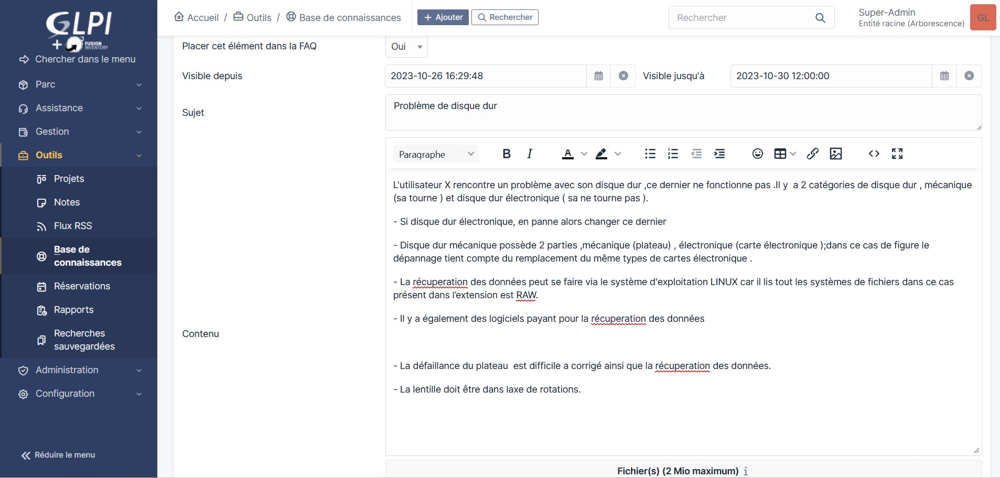 GLPI
+ FUSION
INVENTORY
Chercher dans le menu
Parc
Assistance
Gestion
Outils
Projets
Notes
Flux RSS
Base de
connaissances
Réservations
Rapports
Recherches
sauvegardées
Administration
Configuration
Réduire le menu
Accueil / Outils / Base de connaissances + Ajouter Rechercher
Rechercher
Super-Admin
Entité racine (Arborescence)
GL
Placer cet élément dans la FAQ Oui
Visible depuis 2023-10-26 16:29:48 Visible jusqu'à 2023-10-30 12:00:00
Sujet
Problème de disque dur
Contenu
Paragraphe B I A
L'utilisateur X rencontre un problème avec son disque dur ,ce dernier ne fonctionne pas .Il y  a 2 catégories de disque dur , mécanique
(sa tourne ) et disque dur électronique ( sa ne tourne pas ).
- Si disque dur électronique, en panne alors changer ce dernier
- Disque dur mécanique possède 2 parties ,mécanique (plateau) , électronique (carte électronique );dans ce cas de figure le
dépannage tient compte du remplacement du même types de cartes électronique .
- La récuperation des données peut se faire via le système d'exploitation LINUX car il lis tout les systèmes de fichiers dans ce cas
présent dans l’extension est RAW.
- Il y a également des logiciels payant pour la récuperation des données
- La défaillance du plateau  est difficile a corrigé ainsi que la récuperation des données.
- La lentille doit être dans laxe de rotations.
Fichier(s) (2 Mio maximum) i